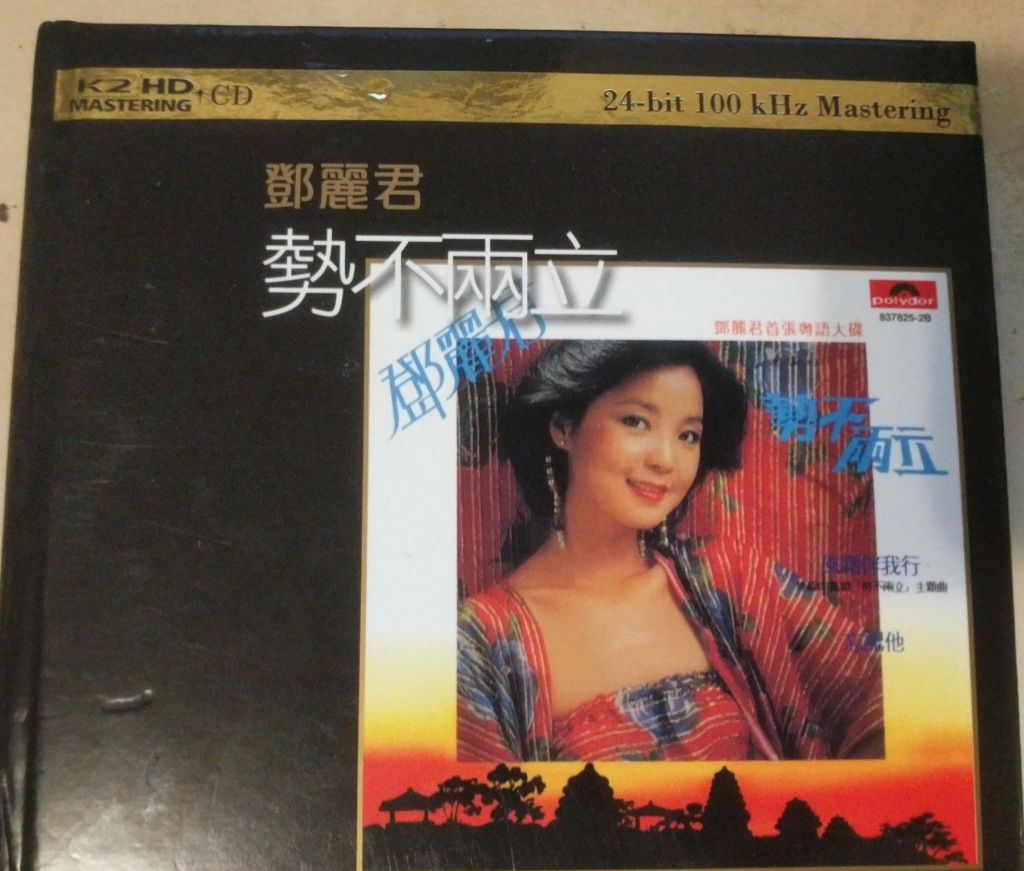 K2 HD
MASTERING
+CD
24-bit 100 kHz Mastering
鄧麗君
勢不兩立
polydor
837825-2B
鄧麗君首張粵語大碟
鄧麗君
勢不兩立
伴我行
「勢不兩立」主題曲
忘記他